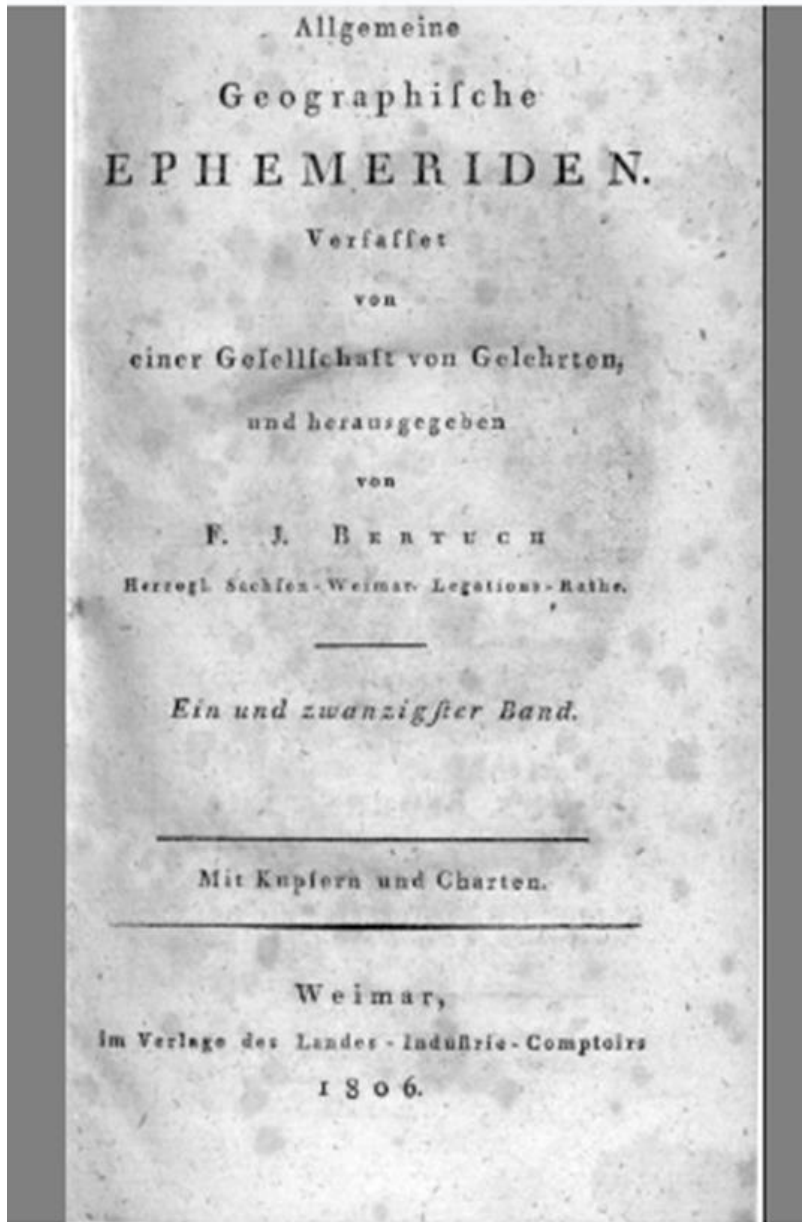 Allgemeine
Geographiſche
EPHEMERIDEN.
Verfaſſet
von
einer Geſellſchaft von Gelehrten,
und herausgegeben
von
F. J. BERTUCH
Herzogl. Sachſen-Weimar. Legations-Rathe.
Ein und zwanzigſter Band.
Mit Kupfern und Charten.
Weimar,
im Verlage des Landes-Induſtrie-Comptoirs
1806.